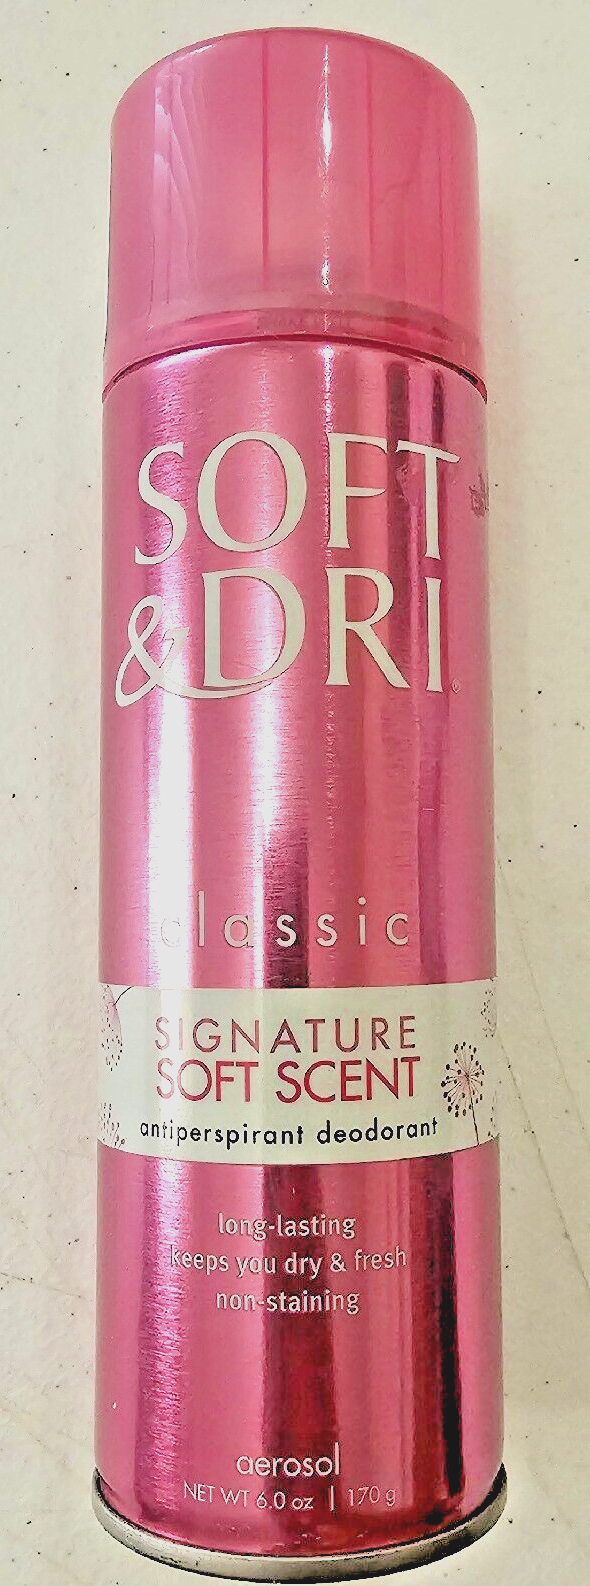 SOFT
&DRI®
classic
SIGNATURE
SOFT SCENT
antiperspirant deodorant
long-lasting
keeps you dry & fresh
non-staining
aerosol
NET WT 6.0 oz | 170 g